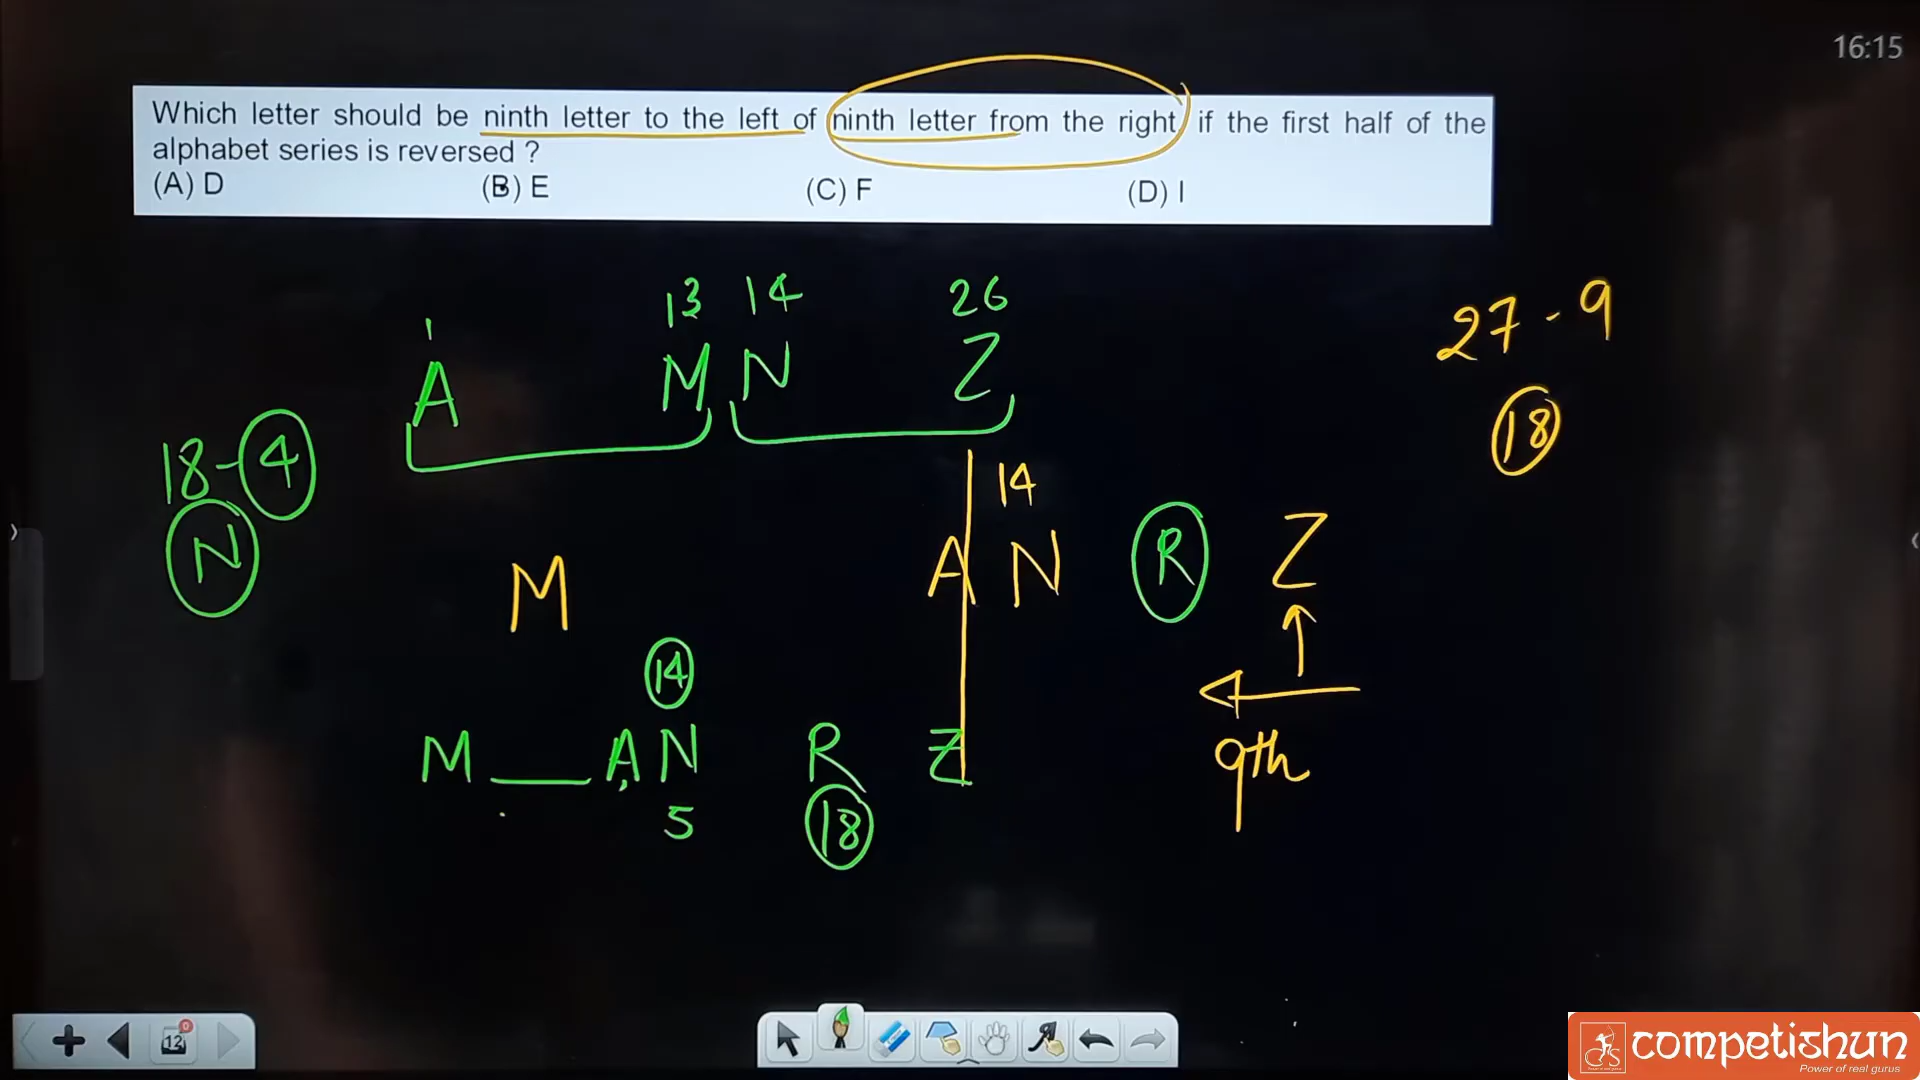 16:15
Which letter should be ninth letter to the left of ninth letter from the right, if the first half of the
alphabet series is reversed ?
(A) D (B) E (C) F (D) I
1 13 14 26
A M N Z
27 - 9
18
18 - 4
N
14
M A N R Z
14
M A N R Z
5 18
9th
12
0
competishun
Power of real gurus